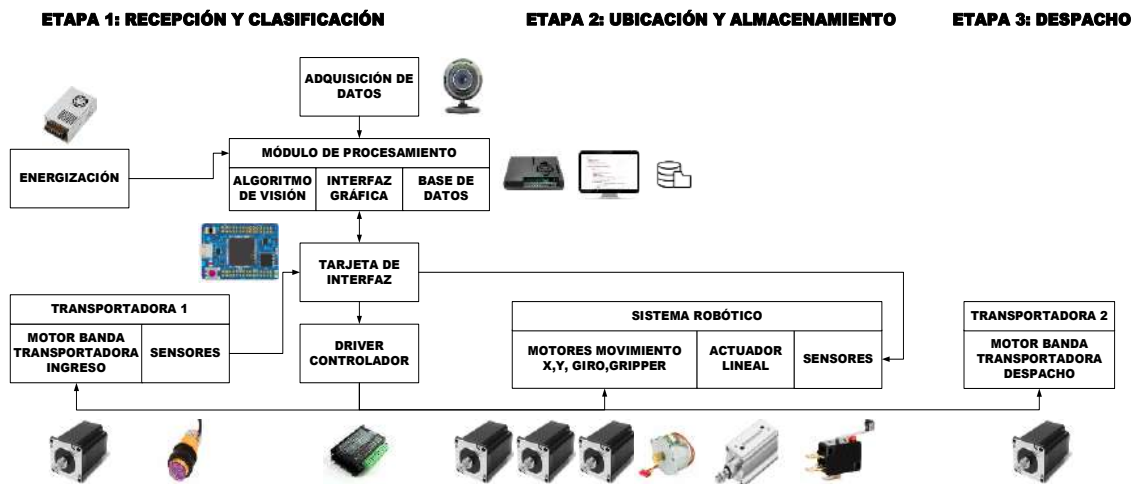 ETAPA 1: RECEPCIÓN Y CLASIFICACIÓN
ETAPA 2: UBICACIÓN Y ALMACENAMIENTO
ETAPA 3: DESPACHO
ADQUISICIÓN DE
DATOS
ENERGIZACIÓN
MÓDULO DE PROCESAMIENTO
ALGORITMO
DE VISIÓN
INTERFAZ
GRÁFICA
BASE DE
DATOS
TARJETA DE
INTERFAZ
TRANSPORTADORA 1
MOTOR BANDA
TRANSPORTADORA
INGRESO
SENSORES
DRIVER
CONTROLADOR
SISTEMA ROBÓTICO
MOTORES MOVIMIENTO
X,Y, GIRO,GRIPPER
ACTUADOR
LINEAL
SENSORES
TRANSPORTADORA 2
MOTOR BANDA
TRANSPORTADORA
DESPACHO